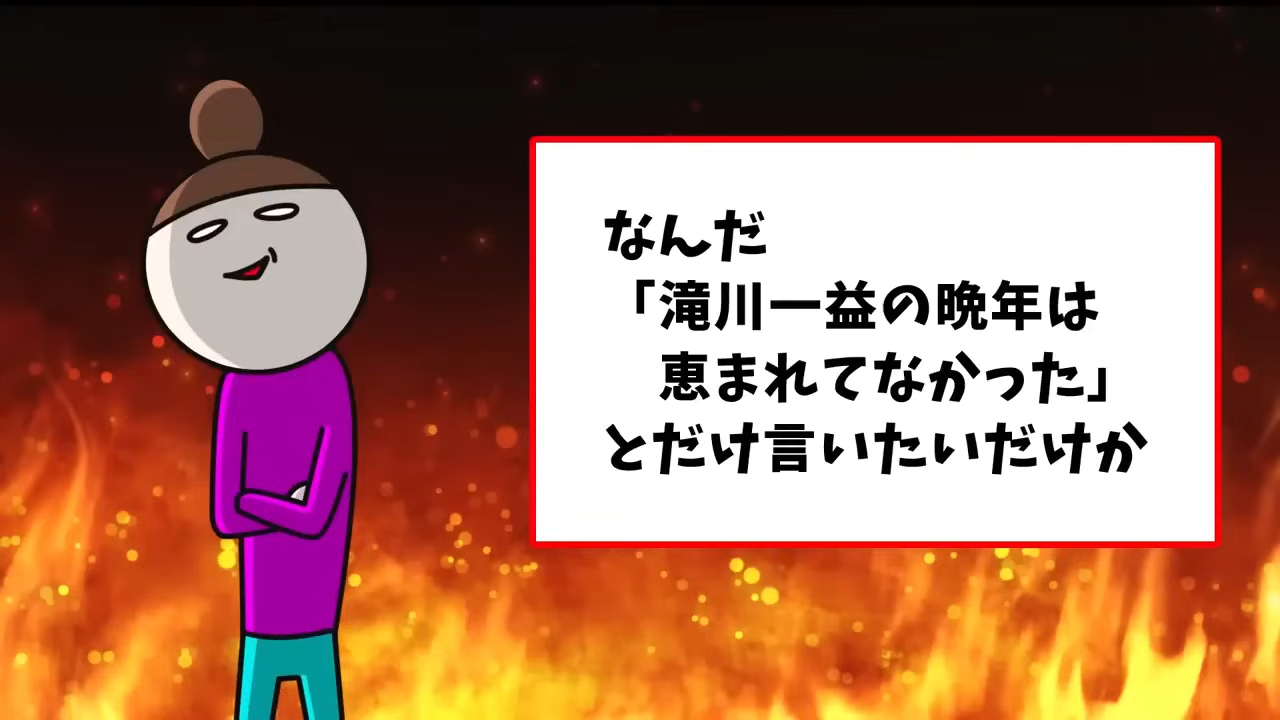 なんだ
「滝川一益の晩年は
恵まれてなかった」
とだけ言いたいだけか